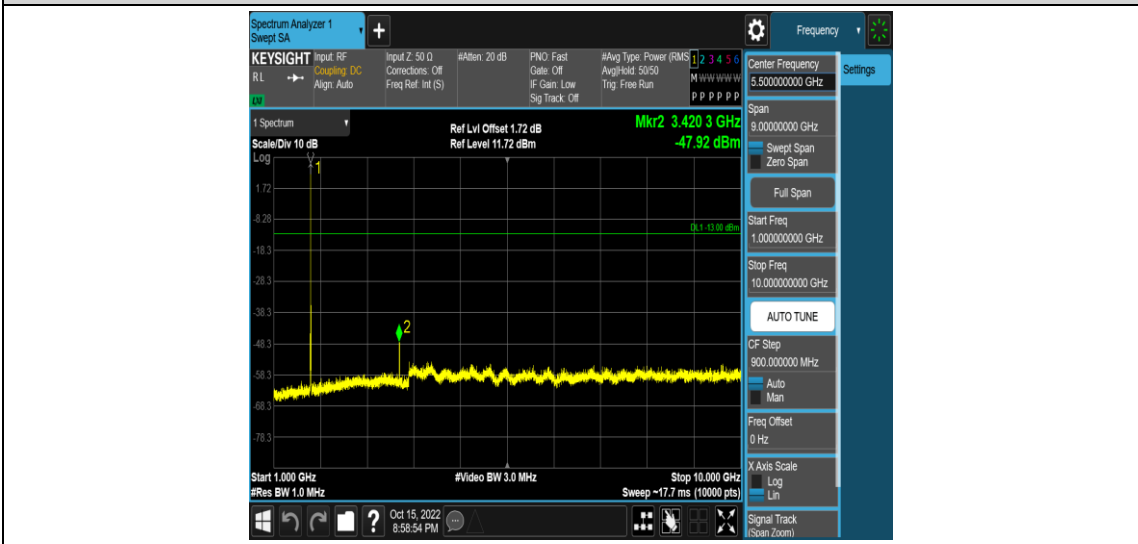 Spectrum Analyzer 1
Swept SA
+
Frequency
KEYSIGHT
RL
LXI
Input: RF
Coupling: DC
Align: Auto
Input Z: 50 Ω
Corrections: Off
Freq Ref: Int (S)
#Atten: 20 dB
PNO: Fast
Gate: Off
IF Gain: Low
Sig Track: Off
#Avg Type: Power (RMS
Avg|Hold: 50/50
Trig: Free Run
1 2 3 4 5 6
M W W W W W
P P P P P P
1 Spectrum
Scale/Div 10 dB
Log
Ref Lvl Offset 1.72 dB
Ref Level 11.72 dBm
Mkr2 3.420 3 GHz
-47.92 dBm
1
1.72
-8.28
DL1 -13.00 dBm
-18.3
-28.3
-38.3
2
-48.3
-58.3
-68.3
-78.3
Start 1.000 GHz
#Res BW 1.0 MHz
#Video BW 3.0 MHz
Stop 10.000 GHz
Sweep ~17.7 ms (10000 pts)
Center Frequency
5.500000000 GHz
Settings
Span
9.00000000 GHz
Swept Span
Zero Span
Full Span
Start Freq
1.000000000 GHz
Stop Freq
10.000000000 GHz
AUTO TUNE
CF Step
900.000000 MHz
Auto
Man
Freq Offset
0 Hz
X Axis Scale
Log
Lin
Signal Track
(Span Zoom)
?
Oct 15, 2022
8:58:54 PM